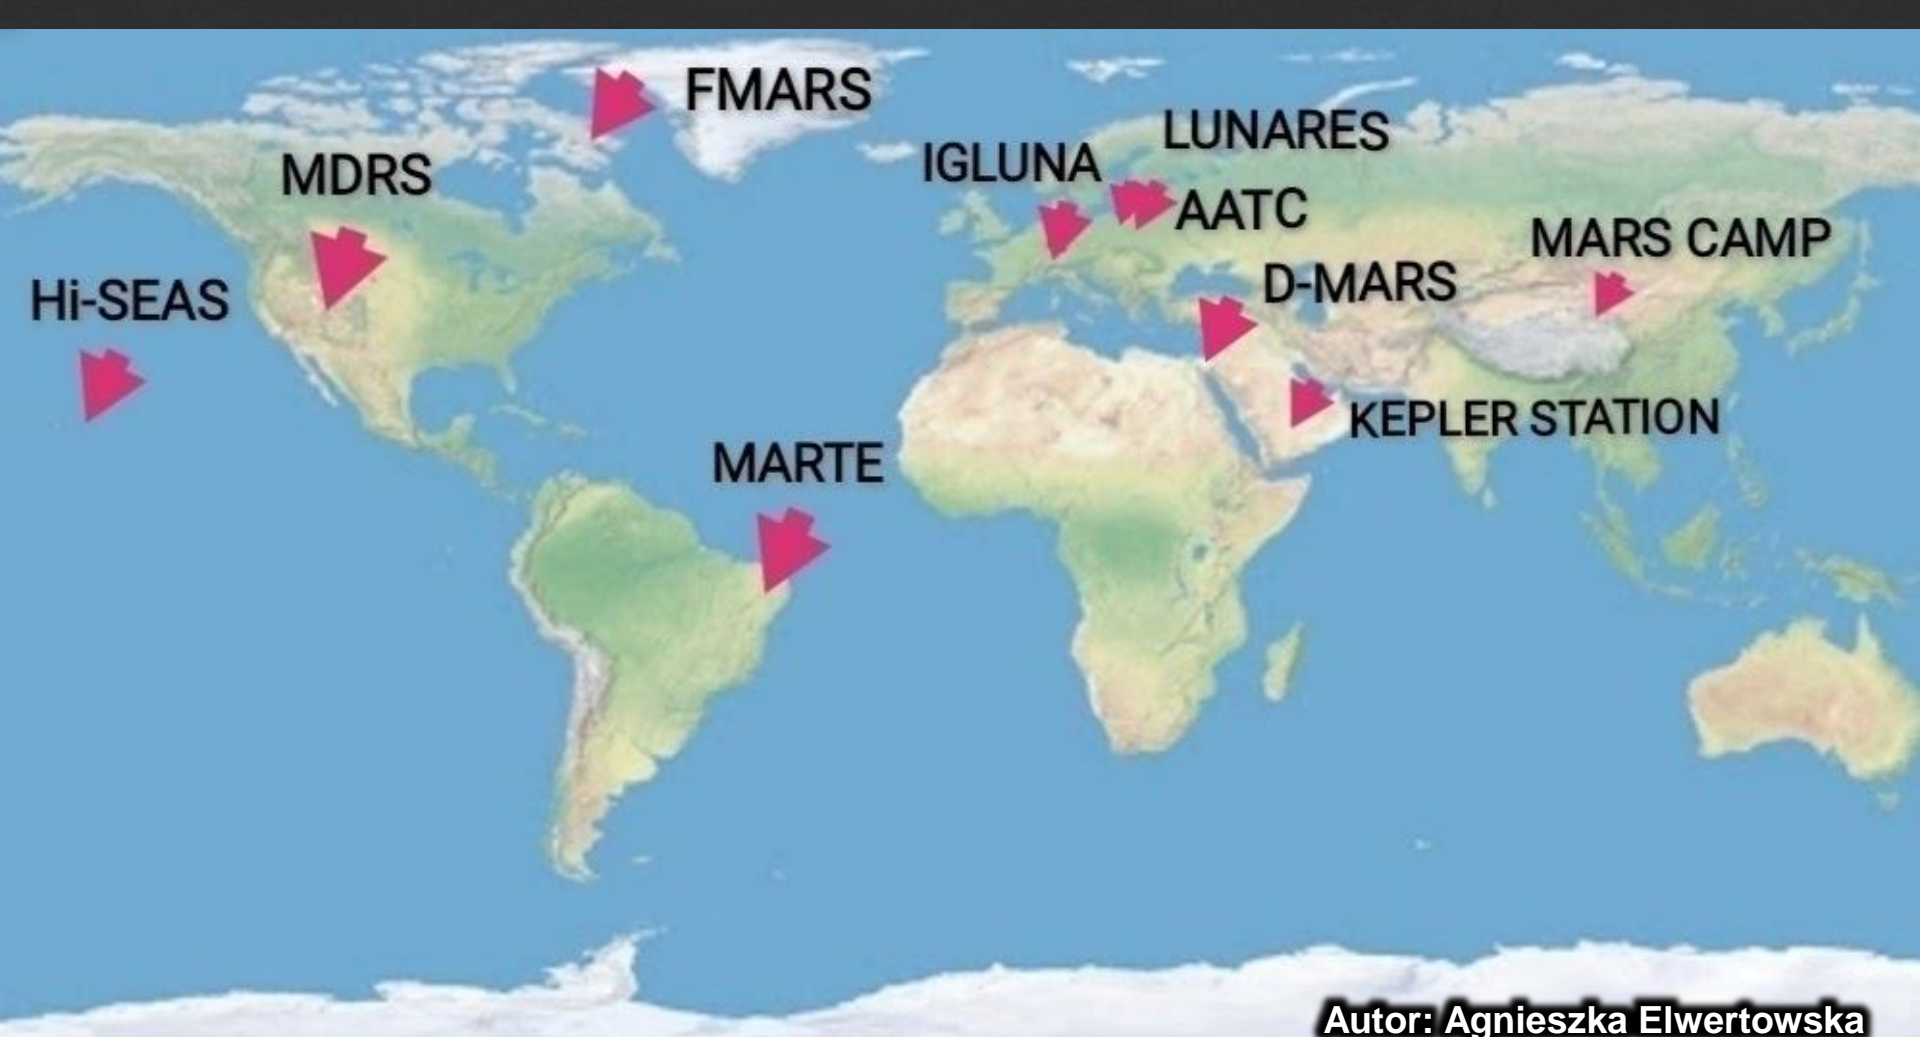 FMARS
LUNARES
IGLUNA
MDRS
AATC
MARS CAMP
D-MARS
Hi-SEAS
KEPLER STATION
MARTE
Autor: Agnieszka Elwertowska